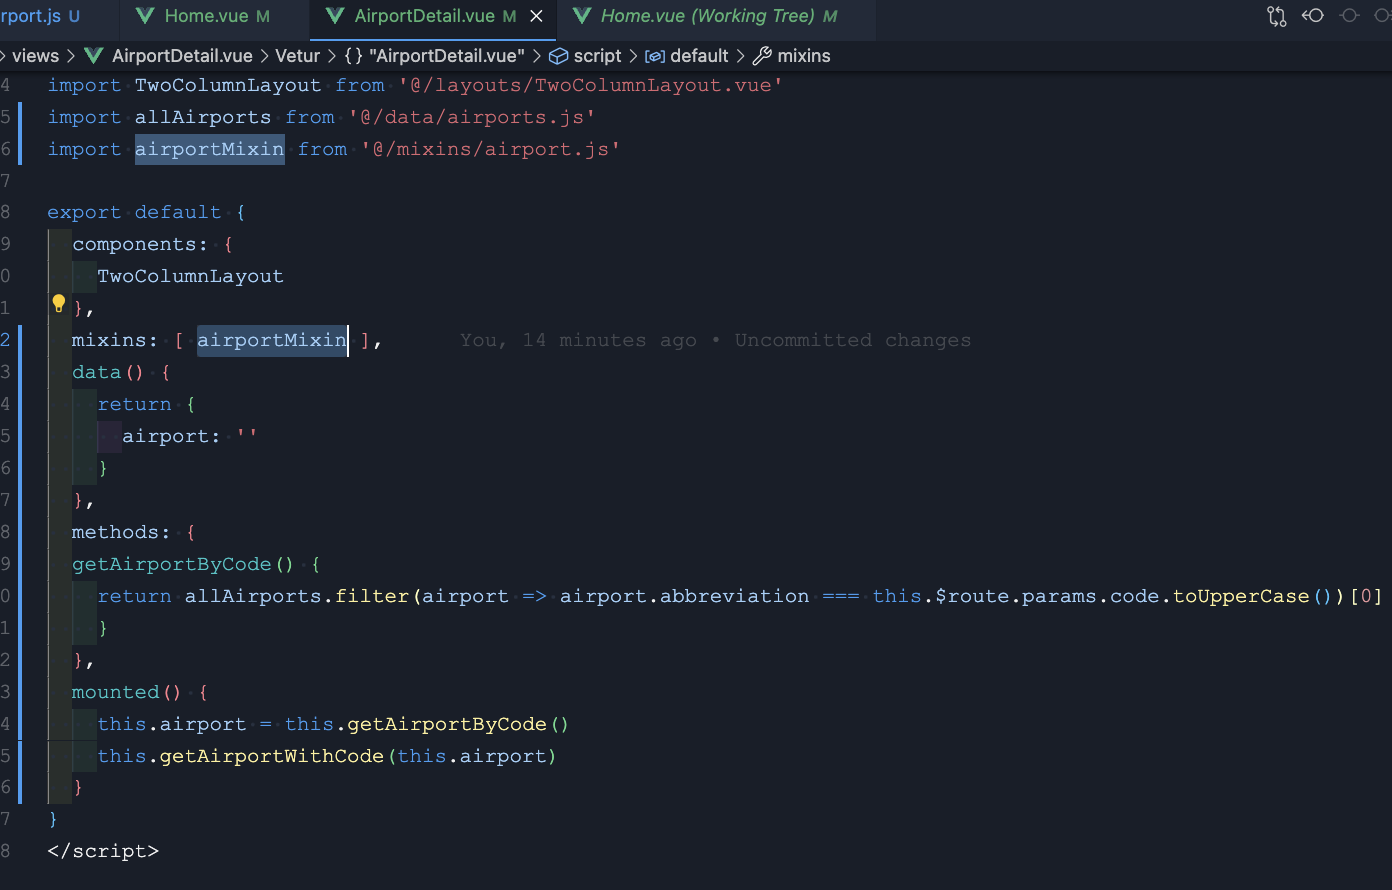 rport.js U Home.vue M AirportDetail.vue M Home.vue (Working Tree) M
views > AirportDetail.vue > Vetur > {} "AirportDetail.vue" > script > default > mixins
4 import TwoColumnLayout from '@/layouts/TwoColumnLayout.vue'
5 import allAirports from '@/data/airports.js'
6 import airportMixin from '@/mixins/airport.js'
7
8 export default {
9 components: {
0 TwoColumnLayout
1 },
2 mixins: [ airportMixin ], You, 14 minutes ago • Uncommitted changes
3 data() {
4 return {
5 airport: ''
6 }
7 },
8 methods: {
9 getAirportByCode() {
0 return allAirports.filter(airport => airport.abbreviation === this.$route.params.code.toUpperCase())[0]
1 }
2 },
3 mounted() {
4 this.airport = this.getAirportByCode()
5 this.getAirportWithCode(this.airport)
6 }
7 }
8 </script>